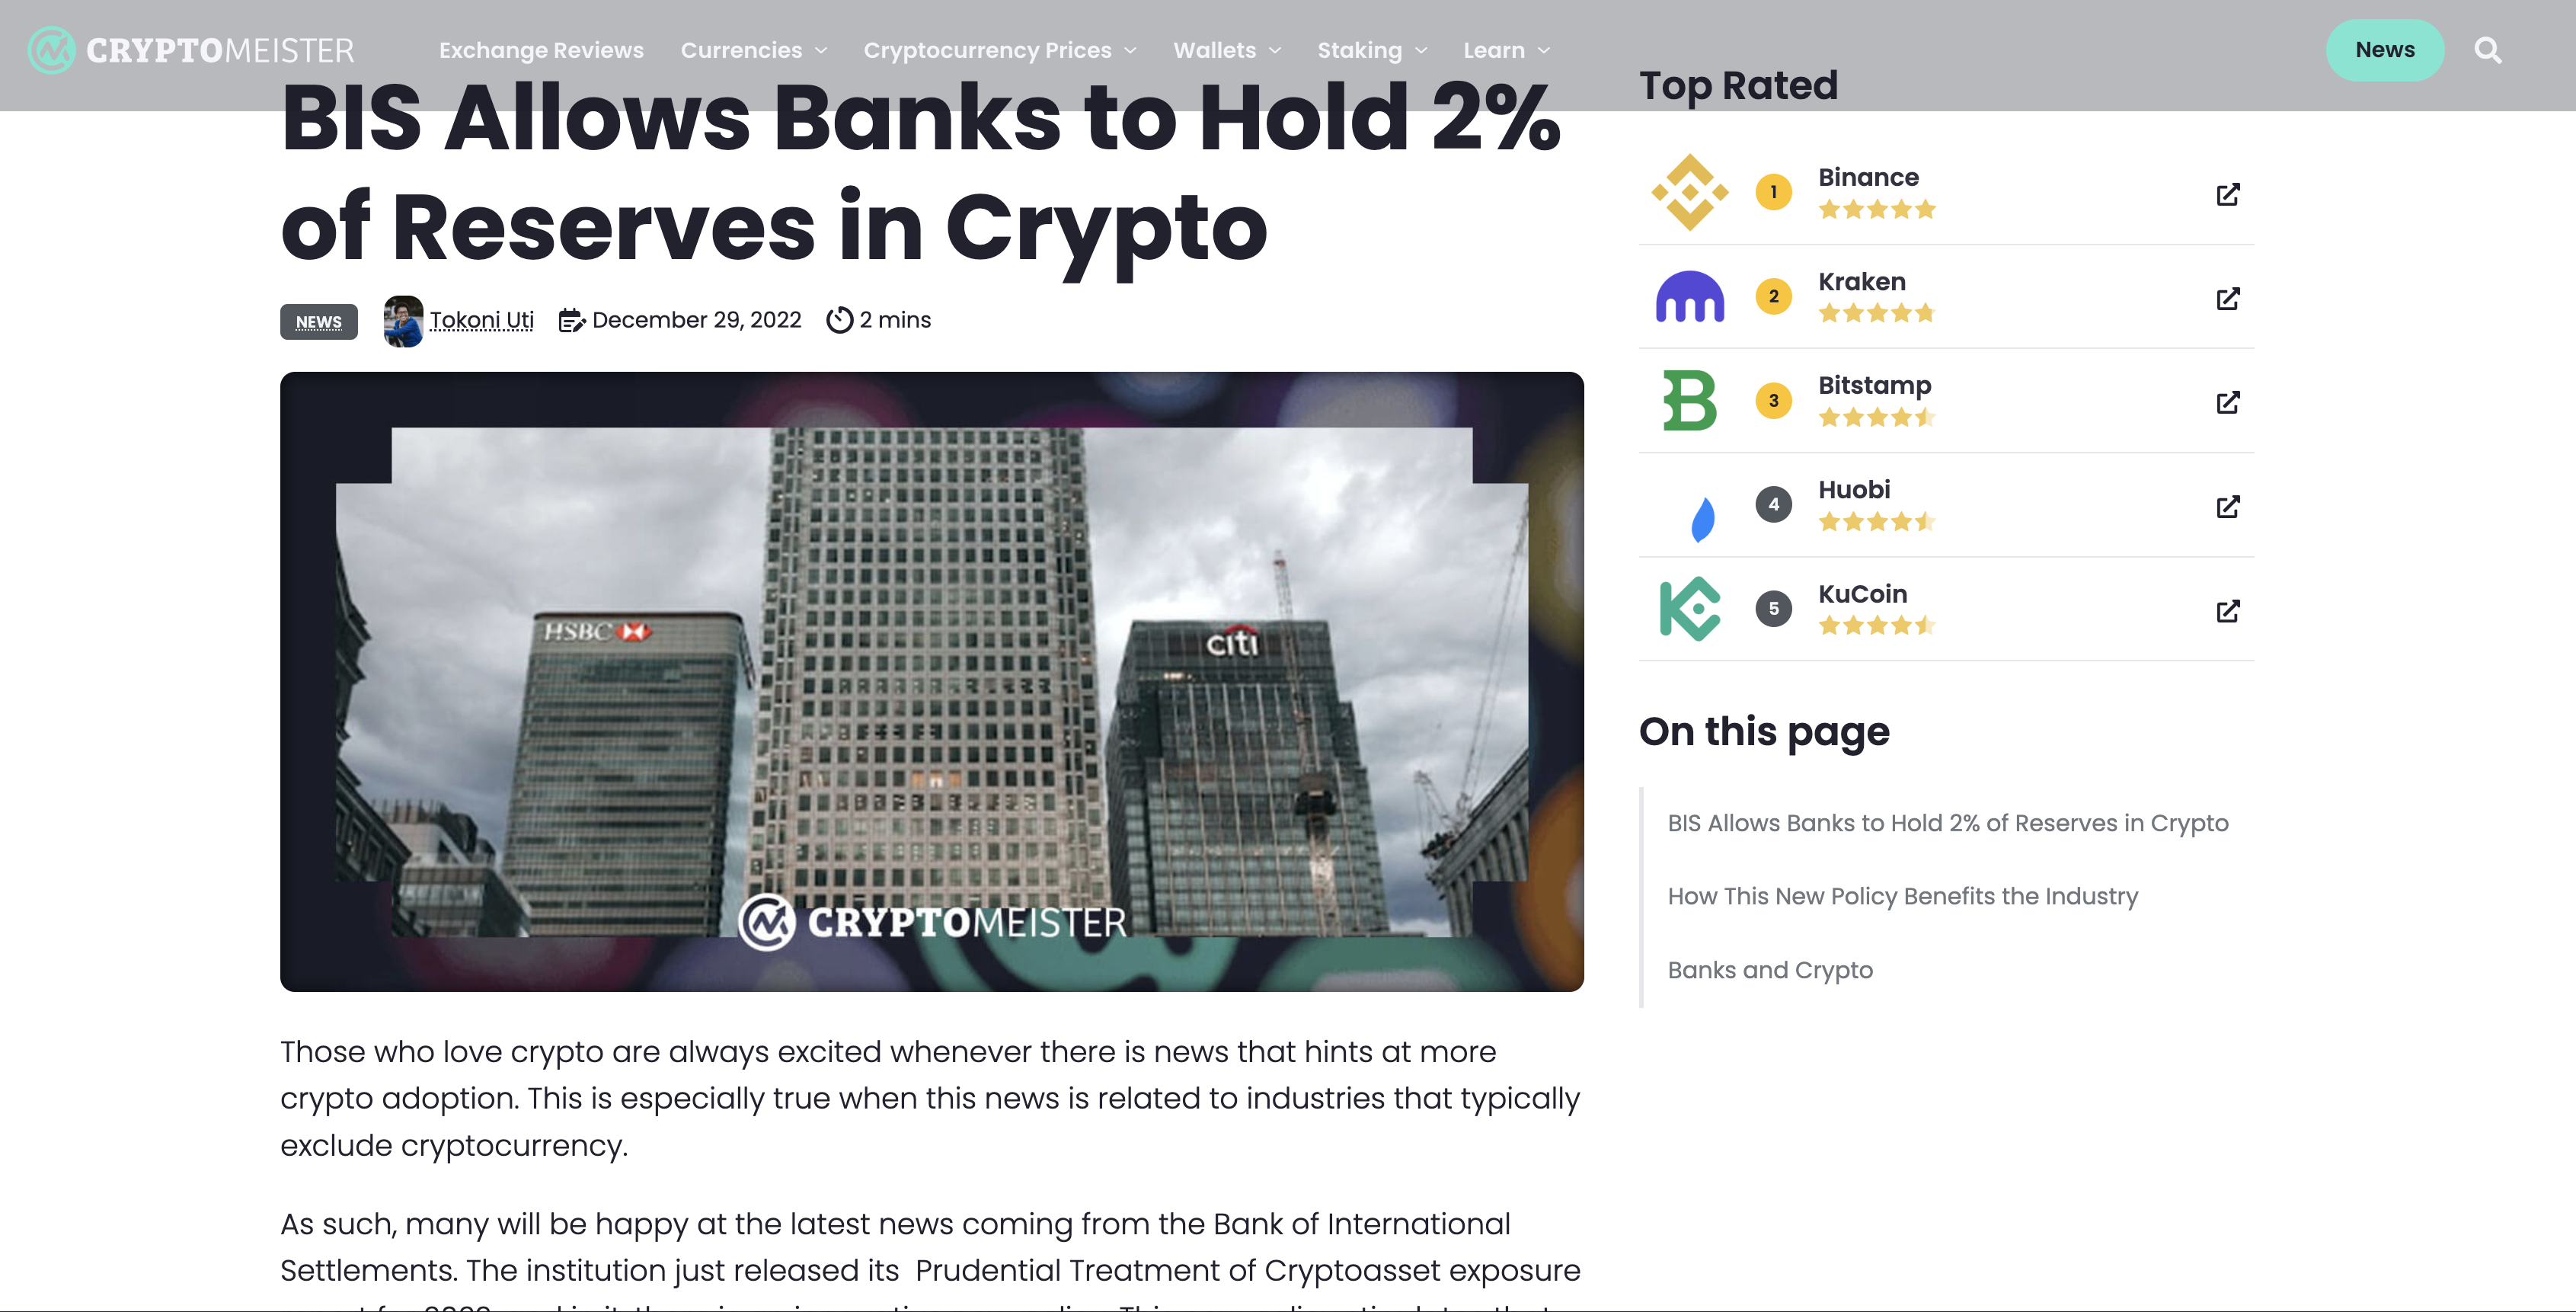 CRYPTOMEISTER
Exchange Reviews
Currencies
Cryptocurrency Prices
Wallets
Staking
Learn
News
BIS Allows Banks to Hold 2%
of Reserves in Crypto
NEWS
Tokoni Uti
December 29, 2022
2 mins
HSBC
citi
CRYPTOMEISTER
Those who love crypto are always excited whenever there is news that hints at more
crypto adoption. This is especially true when this news is related to industries that typically
exclude cryptocurrency.
As such, many will be happy at the latest news coming from the Bank of International
Settlements. The institution just released its  Prudential Treatment of Cryptoasset exposure
Top Rated
1
Binance
2
Kraken
3
Bitstamp
4
Huobi
5
KuCoin
On this page
BIS Allows Banks to Hold 2% of Reserves in Crypto
How This New Policy Benefits the Industry
Banks and Crypto